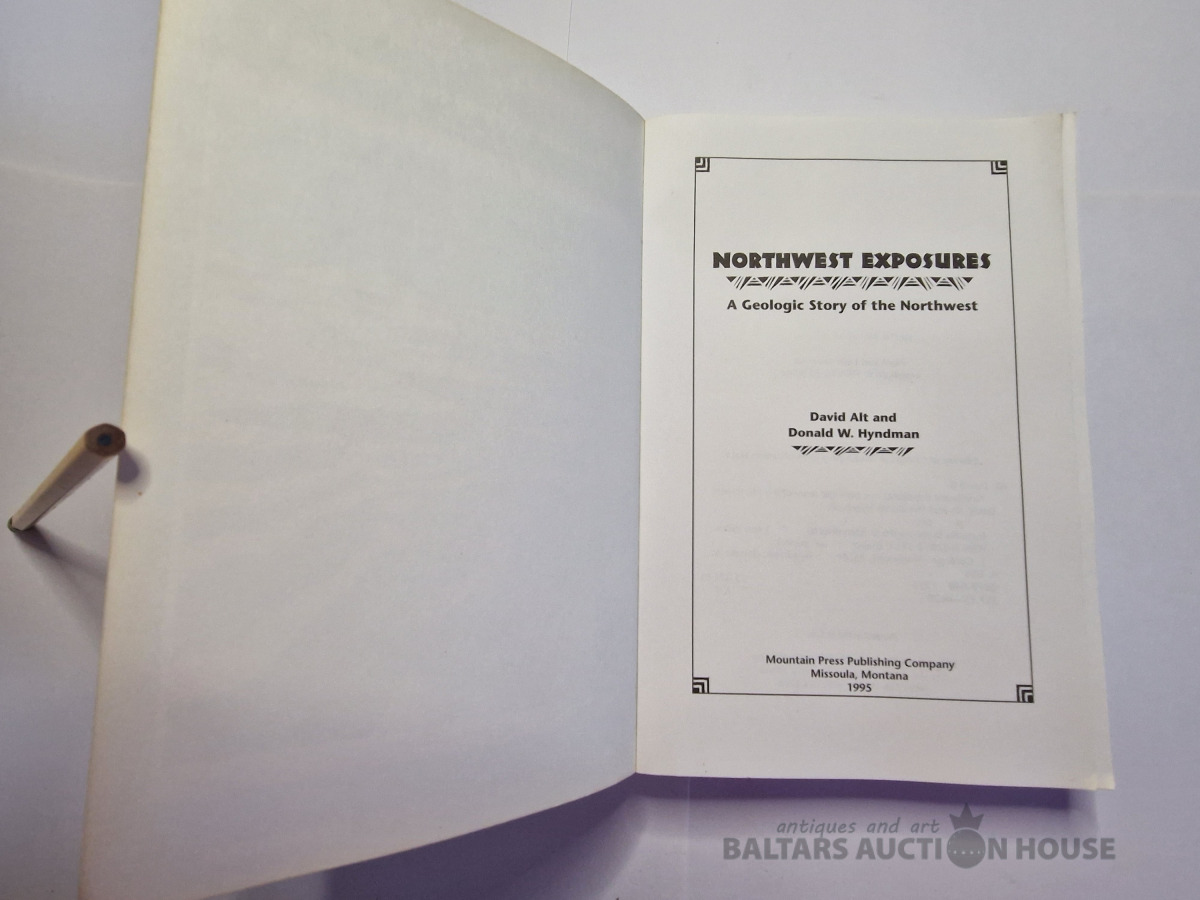 NORTHWEST EXPOSURES
A Geologic Story of the Northwest
David Alt and
Donald W. Hyndman
Mountain Press Publishing Company
Missoula, Montana
1995
antiques and art
BALTARS AUCTION HOUSE